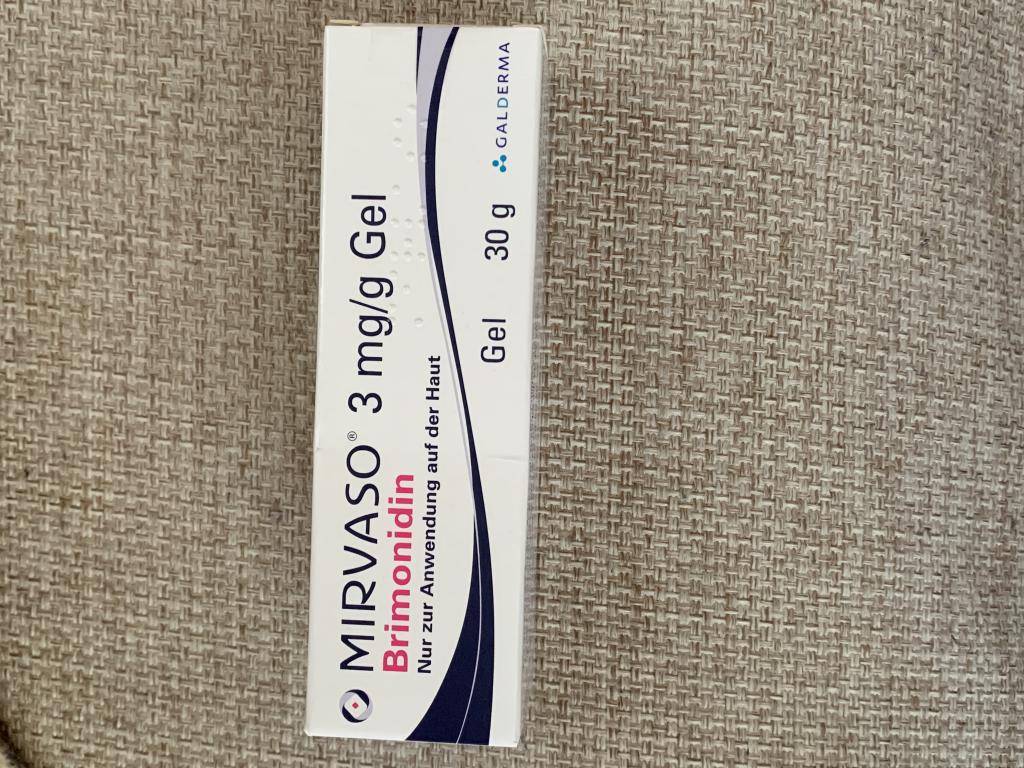 MIRVASO® 3 mg/g Gel
Brimonidin
Nur zur Anwendung auf der Haut
Gel 30 g GALDERMA